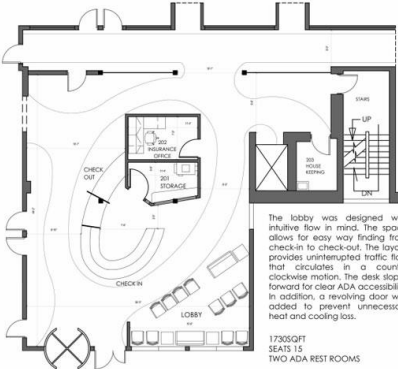 STAIRS
UP
DN
202
INSURANCE
OFFICE
203
HOUSE
KEEPING
201
STORAGE
CHECK
OUT
CHECK-IN
LOBBY
The lobby was designed w
intuitive flow in mind. The spac
allows for easy way finding fro
check-in to check-out. The layo
provides uninterrupted traffic flo
that circulates in a count
clockwise motion. The desk slop
forward for clear ADA accessibili
In addition, a revolving door w
added to prevent unnecessa
heat and cooling loss.
1730SQFT
SEATS 15
TWO ADA REST ROOMS